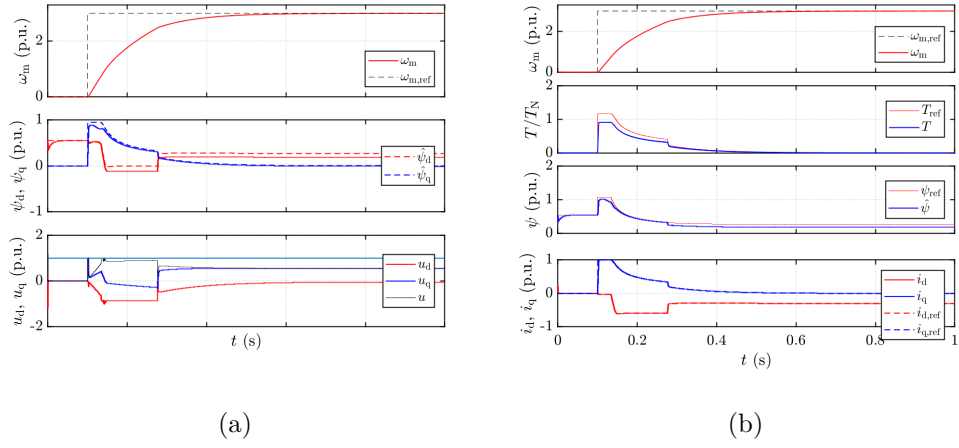 ω_m (p.u.)
2
0
ω_m
ω_m,ref
ψ_d, ψ_q (p.u.)
1
0
-1
ψ̂_d
ψ̂_q
u_d, u_q (p.u.)
2
0
-2
u_d
u_q
u
t (s)
(a)
ω_m (p.u.)
2
0
ω_m,ref
ω_m
T/T_N
2
1
0
T_ref
T
ψ (p.u.)
2
1
0
ψ_ref
ψ̂
i_d, i_q (p.u.)
1
0
-1
i_d
i_q
i_d,ref
i_q,ref
0 0.2 0.4 0.6 0.8 1
t (s)
(b)